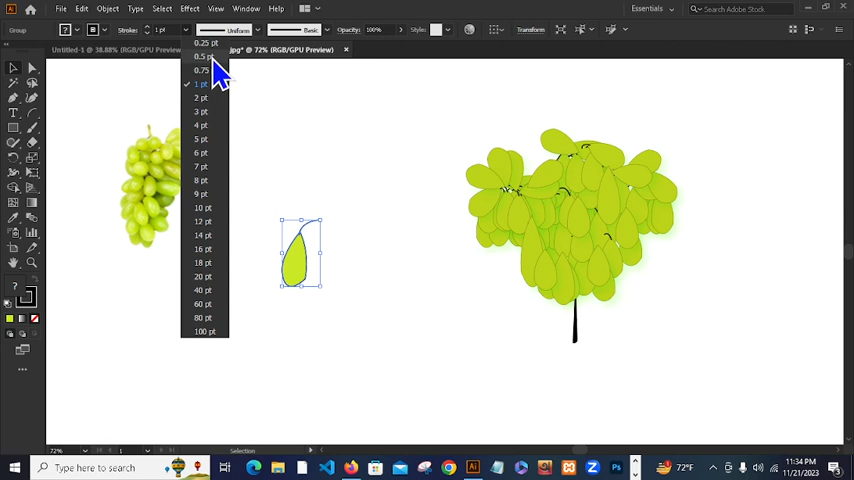 Ai
File Edit Object Type Select Effect View Window Help
Essentials
Search Adobe Stock
Group
Stroke:
1 pt
Uniform
Basic
Opacity:
100%
Style:
Transform
Untitled-1 @ 38.88% (RGB/GPU Preview)
.jpg* @ 72% (RGB/GPU Preview)
0.25 pt
0.5 pt
0.75
1 pt
2 pt
3 pt
4 pt
5 pt
6 pt
7 pt
8 pt
9 pt
10 pt
12 pt
14 pt
16 pt
18 pt
20 pt
40 pt
60 pt
80 pt
100 pt
72%
1
Selection
Type here to search
72°F
11:34 PM
11/21/2023